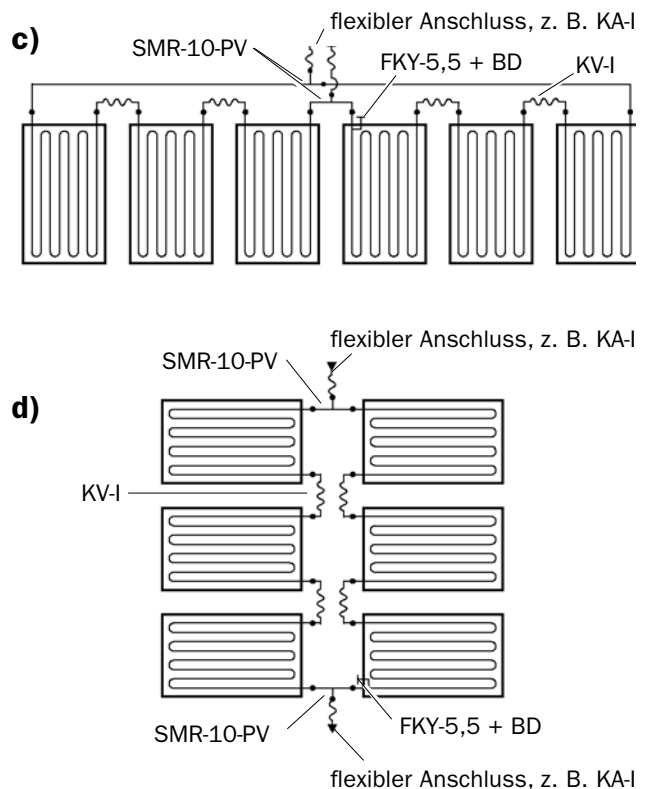 c)
flexibler Anschluss, z. B. KA-I
SMR-10-PV
FKY-5,5 + BD
KV-I
flexibler Anschluss, z. B. KA-I
SMR-10-PV
d)
KV-I
FKY-5,5 + BD
SMR-10-PV
flexibler Anschluss, z. B. KA-I